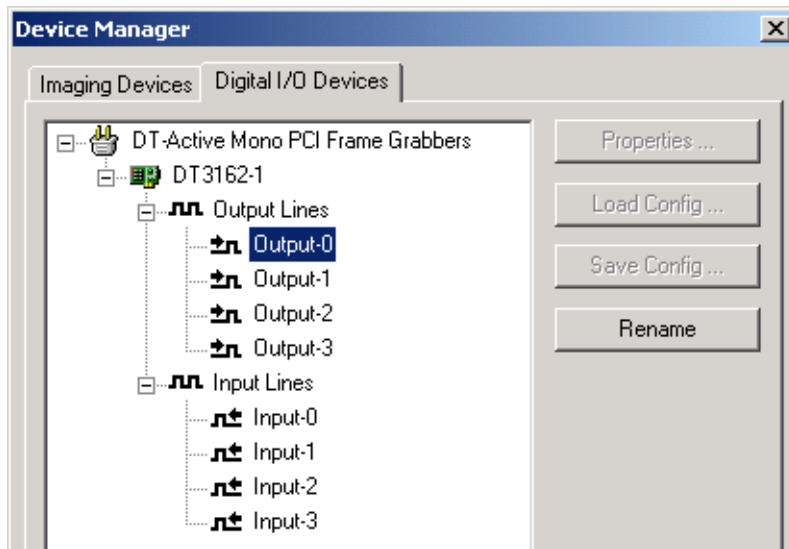 Device Manager
Imaging Devices
Digital I/O Devices
DT-Active Mono PCI Frame Grabbers
DT3162-1
Output Lines
Output-0
Output-1
Output-2
Output-3
Input Lines
Input-0
Input-1
Input-2
Input-3
Properties ...
Load Config ...
Save Config ...
Rename